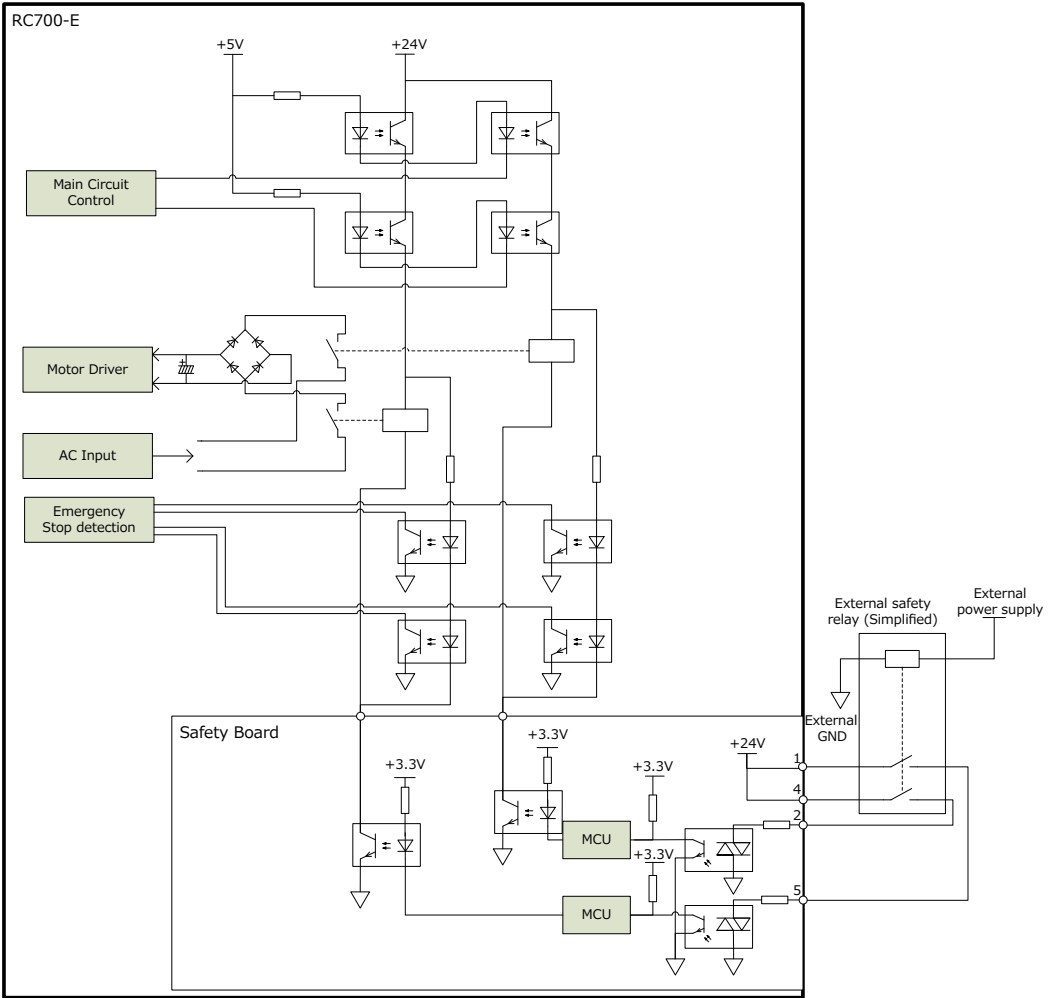 RC700-E
+5V
+24V
Main Circuit
Control
Motor Driver
AC Input
Emergency
Stop detection
External safety
relay (Simplified)
External
power supply
External
GND
Safety Board
+3.3V
+3.3V
+3.3V
+24V
1
4
2
MCU
+3.3V
5
MCU